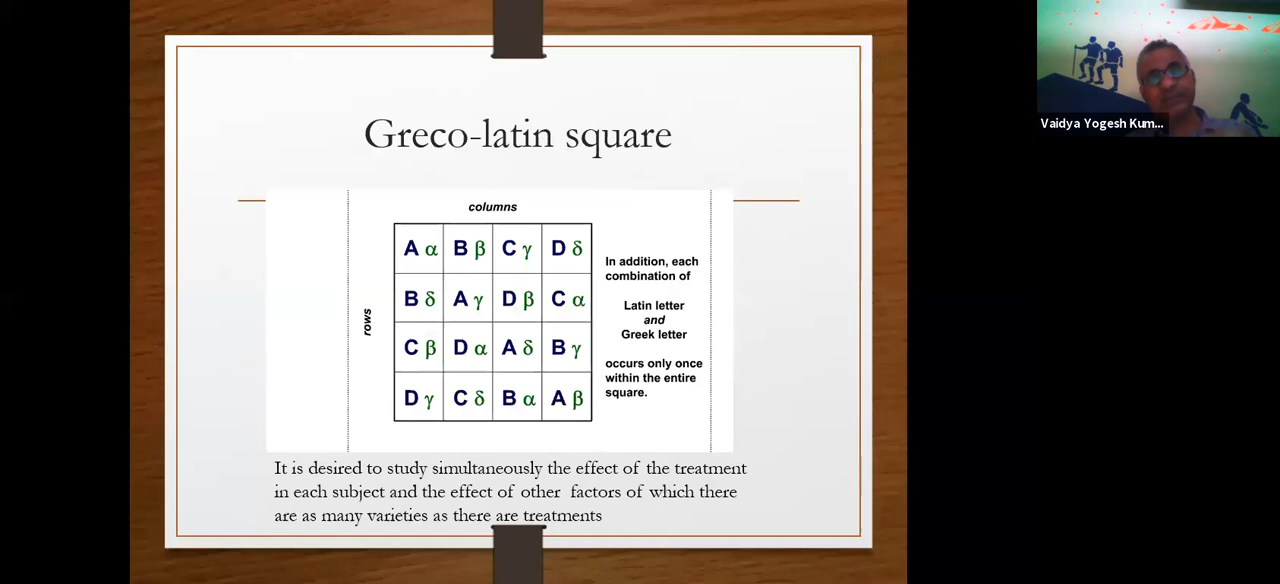 Greco-latin square
columns
rows
A α B β C γ D δ
B δ A γ D β C α
C β D α A δ B γ
D γ C δ B α A β
In addition, each
combination of
Latin letter
and
Greek letter
occurs only once
within the entire
square.
It is desired to study simultaneously the effect of the treatment
in each subject and the effect of other factors of which there
are as many varieties as there are treatments
Vaidya Yogesh Kum...